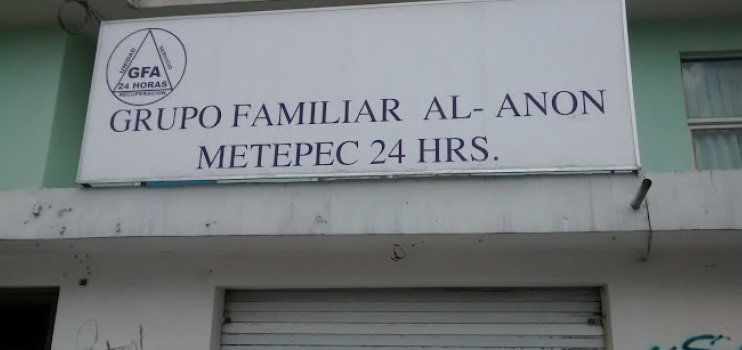 UNIDAD
SERVICIO
GFA
24 HORAS
RECUPERACIÓN
GRUPO FAMILIAR AL- ANON
METEPEC 24 HRS.